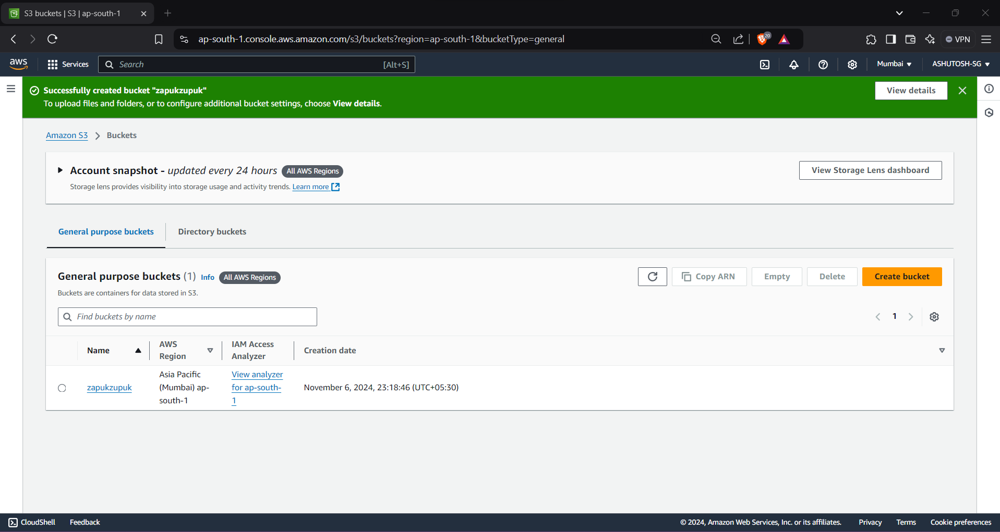 S3 buckets | S3 | ap-south-1
ap-south-1.console.aws.amazon.com/s3/buckets?region=ap-south-1&bucketType=general
20
VPN
aws
Services
Search
[Alt+S]
Mumbai
ASHUTOSH-SG
Successfully created bucket "zapukzupuk"
To upload files and folders, or to configure additional bucket settings, choose View details.
View details
Amazon S3
Buckets
Account snapshot - updated every 24 hours
All AWS Regions
View Storage Lens dashboard
Storage lens provides visibility into storage usage and activity trends. Learn more
General purpose buckets
Directory buckets
General purpose buckets (1)
Info
All AWS Regions
Copy ARN
Empty
Delete
Create bucket
Buckets are containers for data stored in S3.
Find buckets by name
1
Name
AWS
Region
IAM Access
Analyzer
Creation date
zapukzupuk
Asia Pacific
(Mumbai) ap-
south-1
View analyzer
for ap-south-
1
November 6, 2024, 23:18:46 (UTC+05:30)
CloudShell
Feedback
© 2024, Amazon Web Services, Inc. or its affiliates.
Privacy
Terms
Cookie preferences